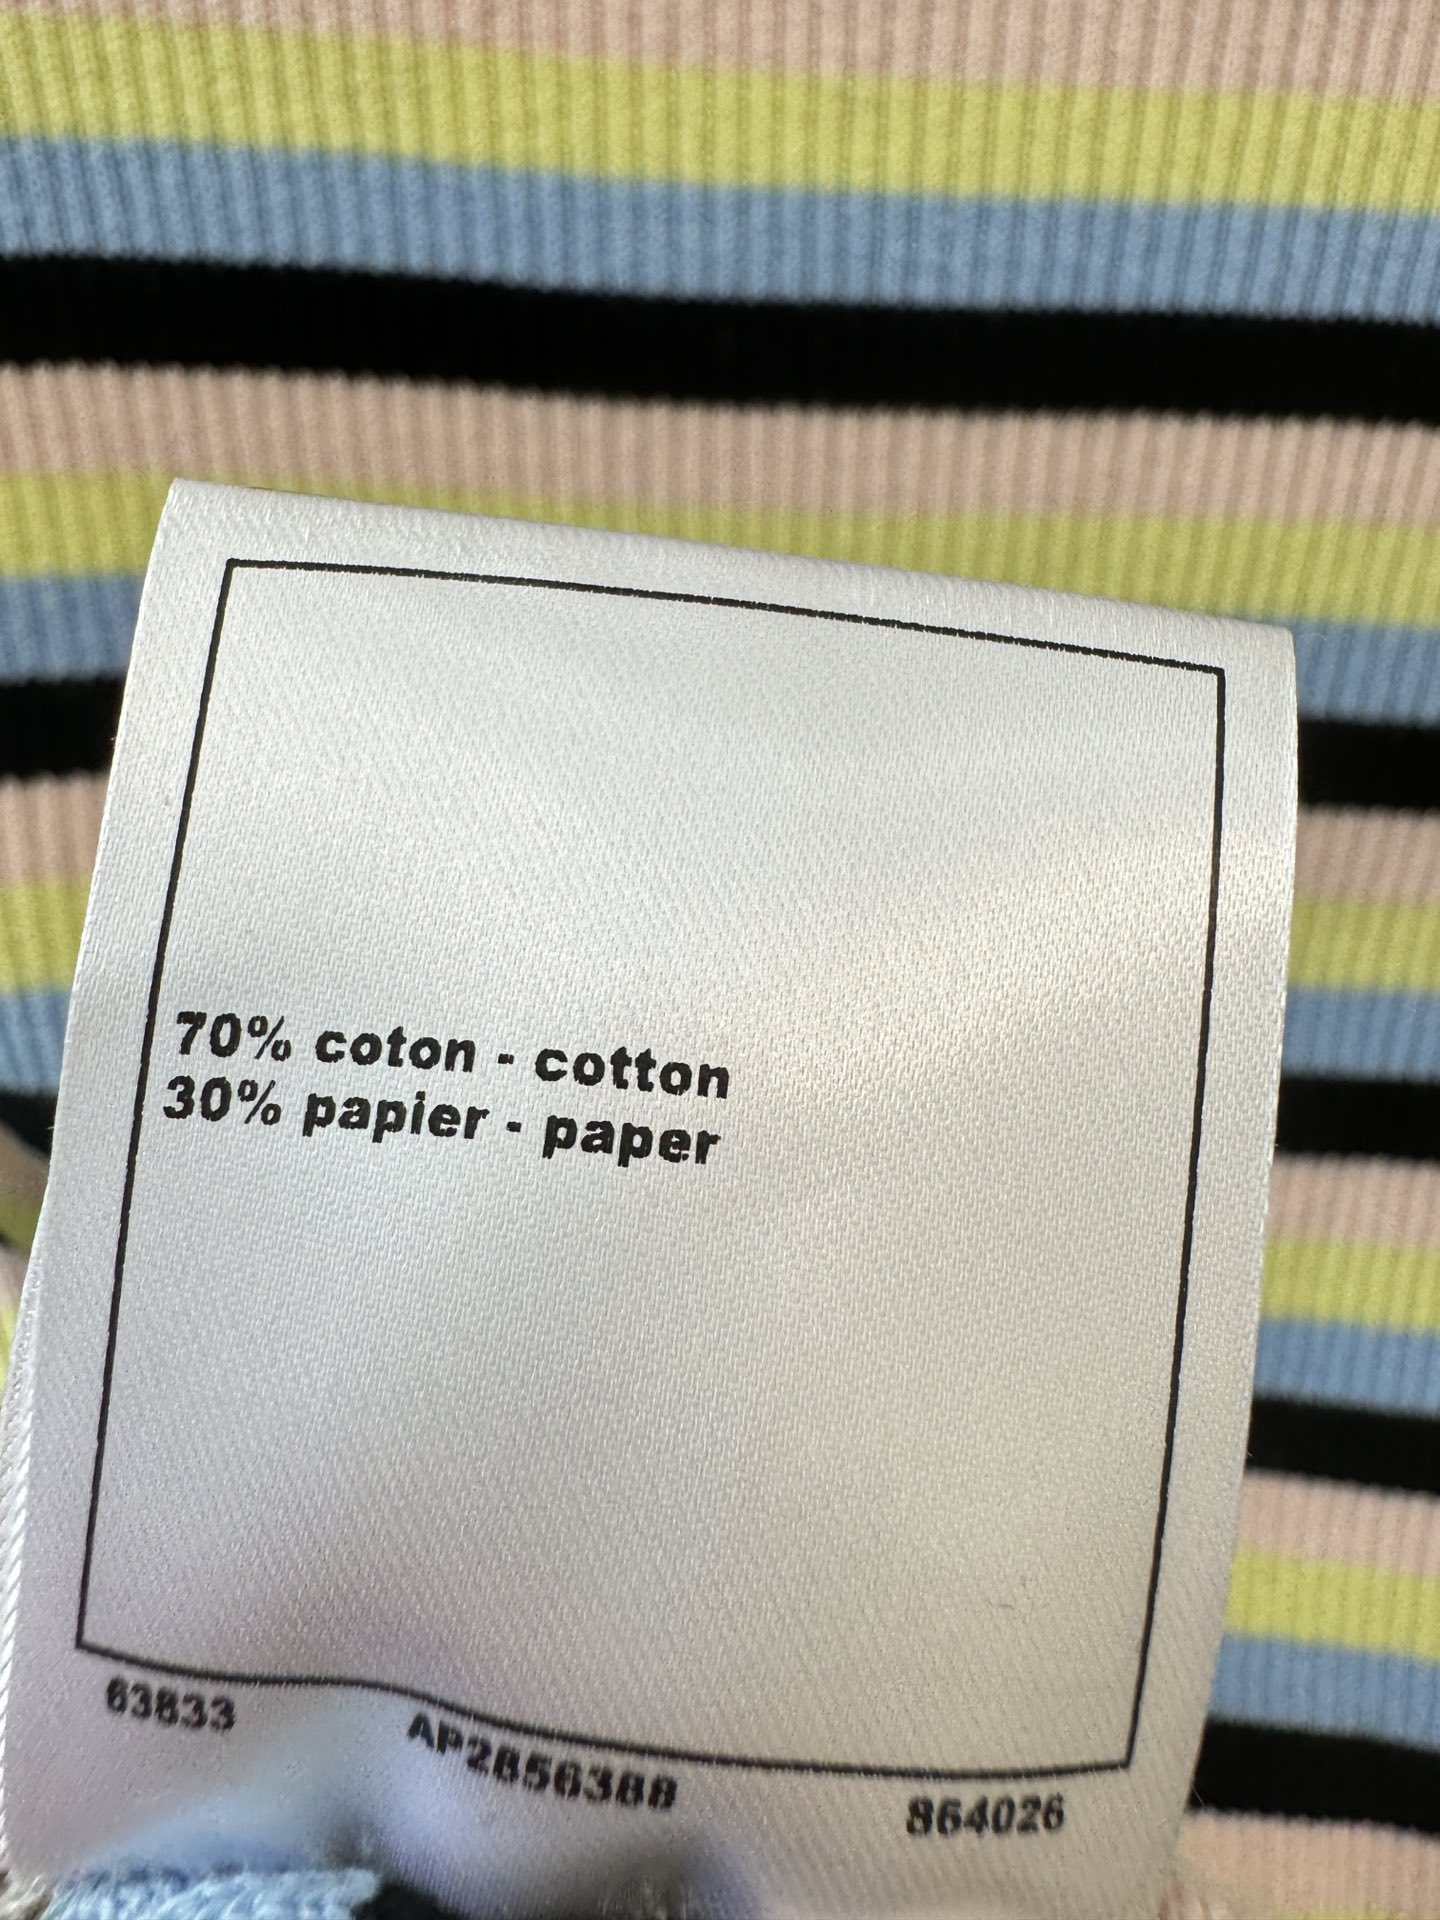 70% coton - cotton
30% papier - paper
63833 AP2856388 864026